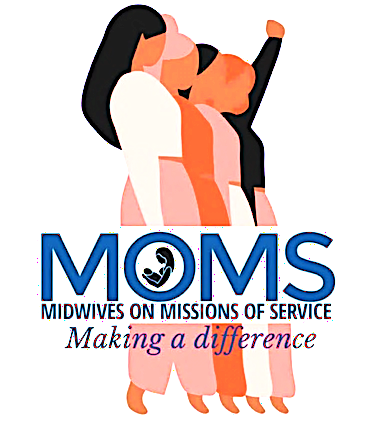 MOMS
MIDWIVES ON MISSIONS OF SERVICE
Making a difference